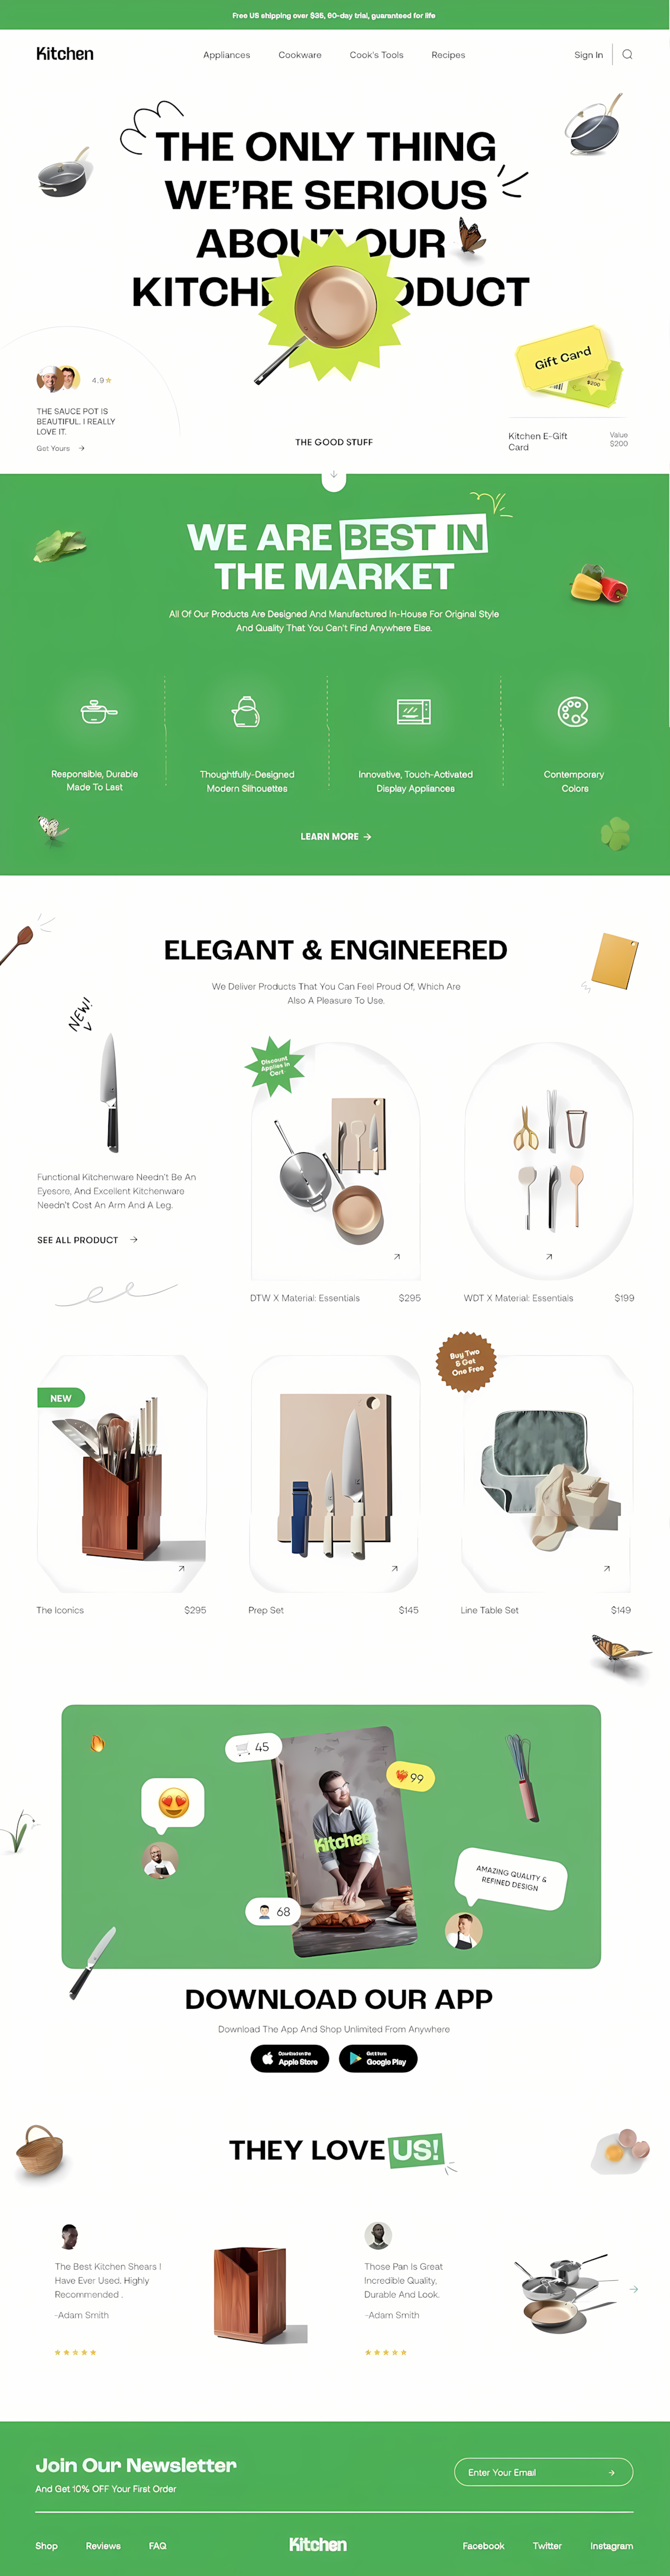 Free US shipping over $35, 60-day trial, guaranteed for life
Kitchen
Appliances
Cookware
Cook's Tools
Recipes
Sign In
THE ONLY THING
WE'RE SERIOUS
ABOUT OUR
KITCHE
ODUCT
4.9
THE SAUCE POT IS
BEAUTIFUL. I REALLY
LOVE IT.
Get Yours
THE GOOD STUFF
Gift Card
$200
Kitchen E-Gift
Card
Value
$200
WE ARE BEST IN
THE MARKET
All Of Our Products Are Designed And Manufactured In-House For Original Style
And Quality That You Can't Find Anywhere Else.
Responsible, Durable
Made To Last
Thoughtfully-Designed
Modern Silhouettes
Innovative, Touch-Activated
Display Appliances
Contemporary
Colors
LEARN MORE
ELEGANT & ENGINEERED
We Deliver Products That You Can Feel Proud Of, Which Are
Also A Pleasure To Use.
NEW!
Functional Kitchenware Needn't Be An
Eyesore, And Excellent Kitchenware
Needn't Cost An Arm And A Leg.
SEE ALL PRODUCT
Discount
Applies In
Cart
DTW X Material: Essentials
$295
WDT X Material: Essentials
$199
NEW
The Iconics
$295
Prep Set
$145
Buy Two
& Get
One Free
Line Table Set
$149
45
99
Kitchen
68
AMAZING QUALITY &
REFINED DESIGN
DOWNLOAD OUR APP
Download The App And Shop Unlimited From Anywhere
Download on the
Apple Store
Get it from
Google Play
THEY LOVE US!
The Best Kitchen Shears I
Have Ever Used. Highly
Recommended .
-Adam Smith
Those Pan Is Great
Incredible Quality,
Durable And Look.
-Adam Smith
Join Our Newsletter
And Get 10% OFF Your First Order
Enter Your Email
Shop
Reviews
FAQ
Kitchen
Facebook
Twitter
Instagram